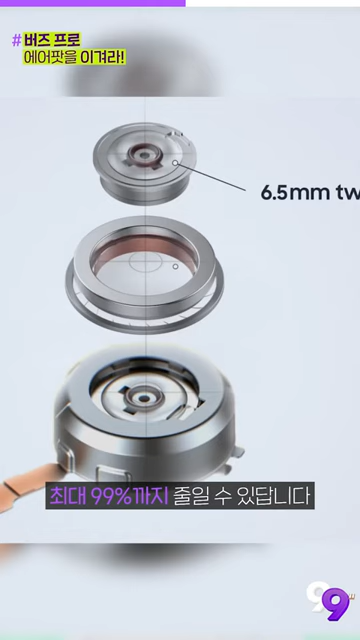 #버즈 프로
에어팟을 이겨라!
6.5mm tw
최대 99%까지 줄일 수 있답니다
99